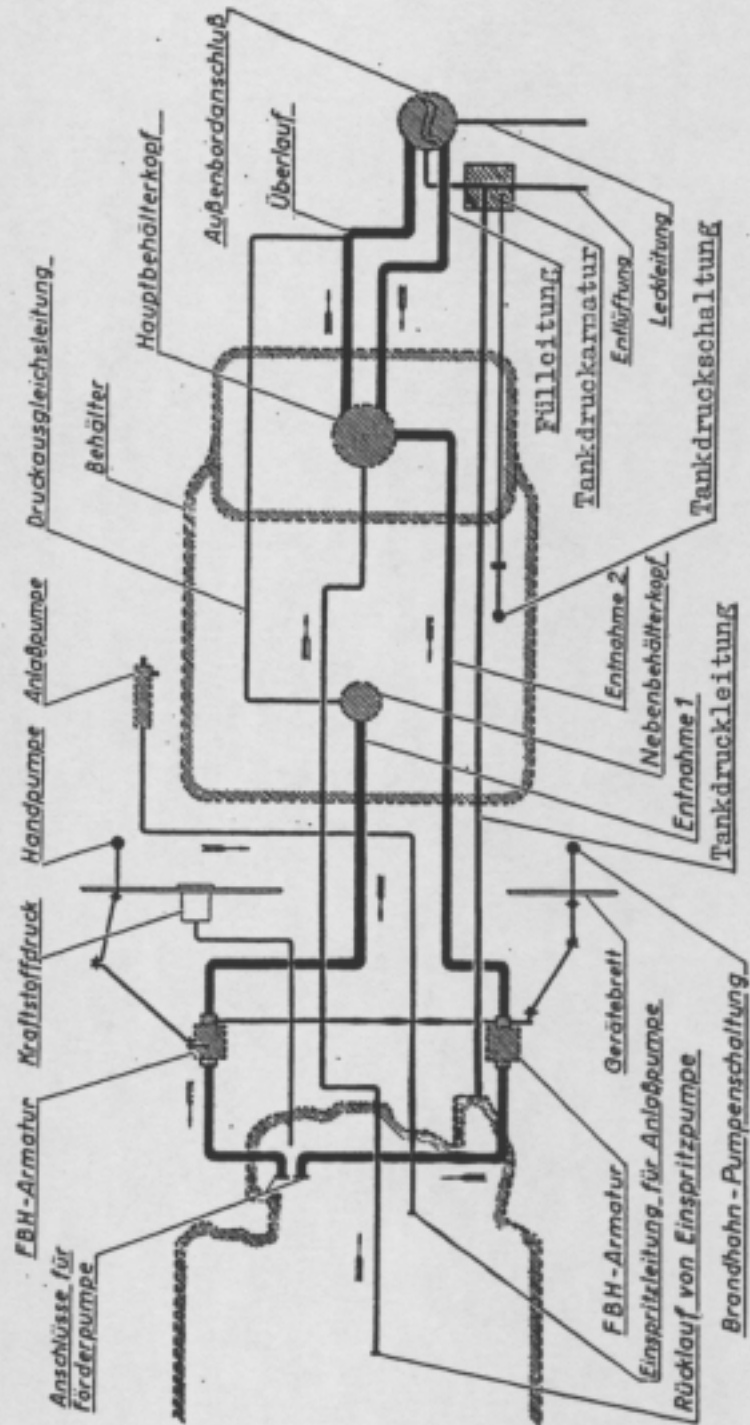 Anschlüsse für
Förderpumpe
FBH-Armatur
Kraftstoffdruck
Handpumpe
Anlaßpumpe
Behälter
Druckausgleichsleitung
Hauptbehälterkopf
Überlauf
Außenbordanschluß
FBH-Armatur
Einspritzleitung für Anlaßpumpe
Rücklauf von Einspritzpumpe
Brandhahn-Pumpenschaltung
Gerätebrett
Tankdruckleitung
Entnahme 1
Nebenbehälterkopf
Entnahme 2
Tankdruckschaltung
Fülleitung
Tankdruckarmatur
Entlüftung
Leckleitung